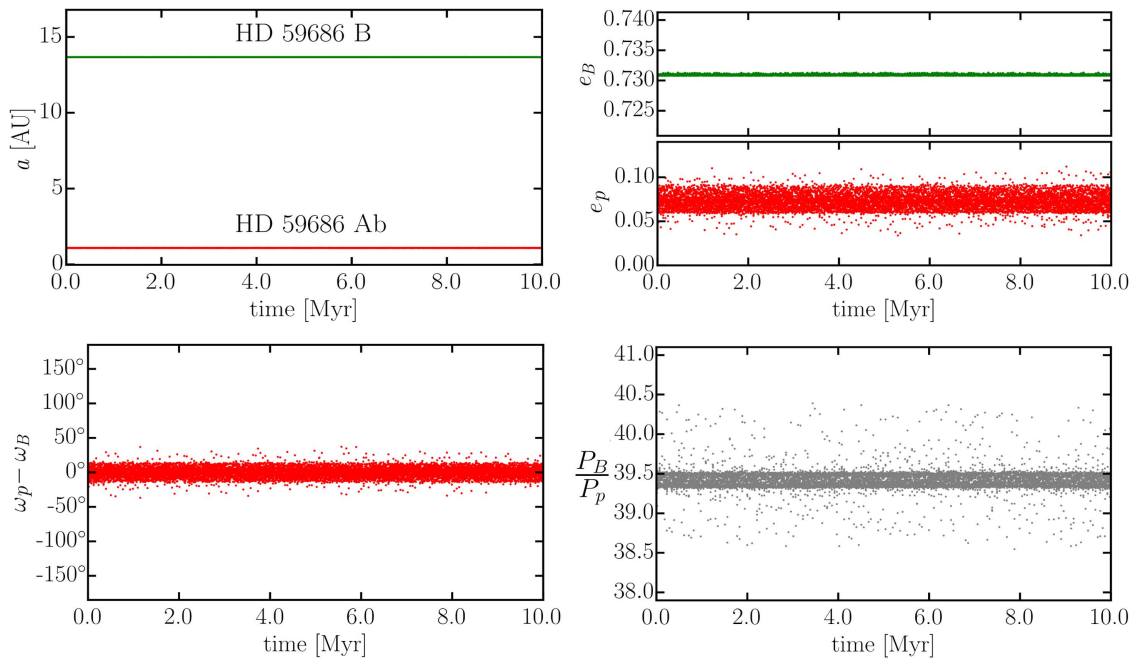 HD 59686 B
HD 59686 Ab
a [AU]
15
10
5
0
0.0 2.0 4.0 6.0 8.0 10.0
time [Myr]
0.740
0.735
0.730
0.725
e_B
0.10
0.05
0.00
e_p
0.0 2.0 4.0 6.0 8.0 10.0
time [Myr]
150°
100°
50°
0°
-50°
-100°
-150°
ω_p − ω_B
0.0 2.0 4.0 6.0 8.0 10.0
time [Myr]
41.0
40.5
40.0
39.5
39.0
38.5
38.0
P_B
P_p
0.0 2.0 4.0 6.0 8.0 10.0
time [Myr]